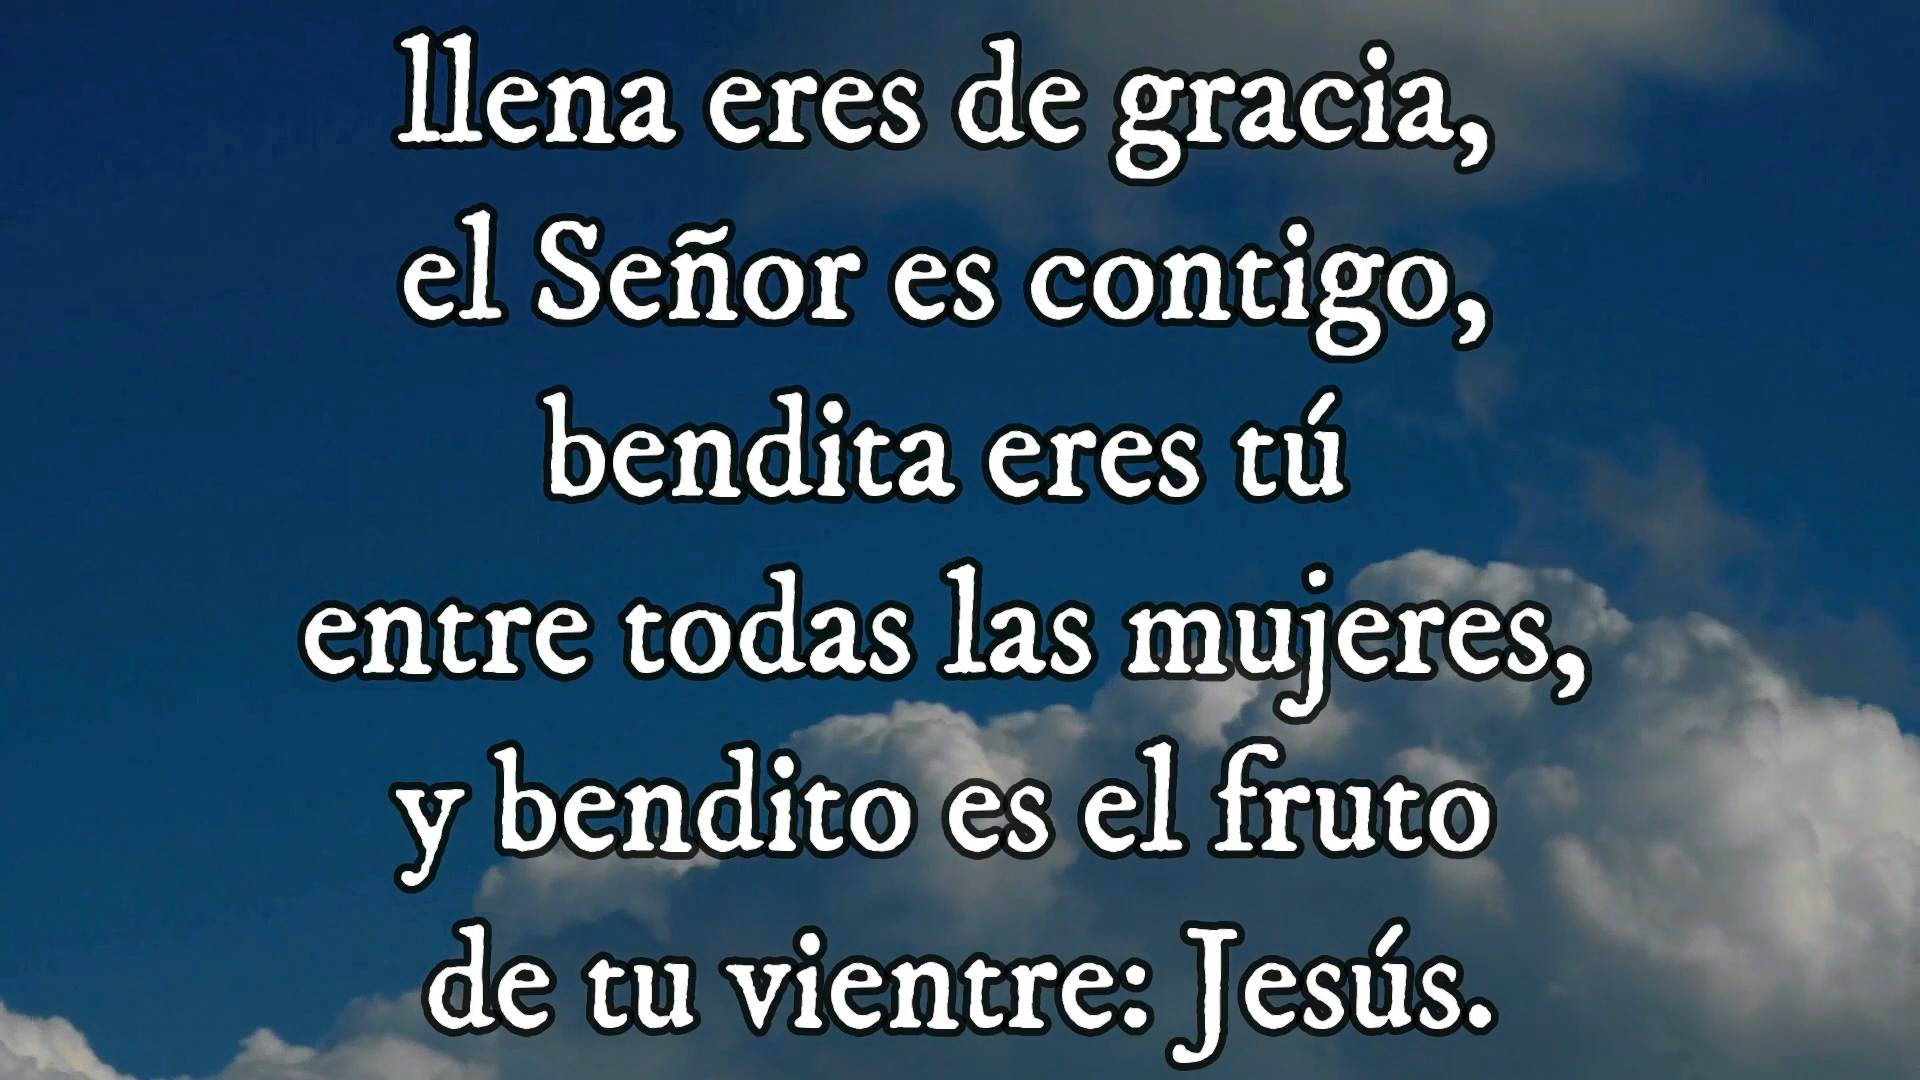 llena eres de gracia,
el Señor es contigo,
bendita eres tú
entre todas las mujeres,
y bendito es el fruto
de tu vientre: Jesús.